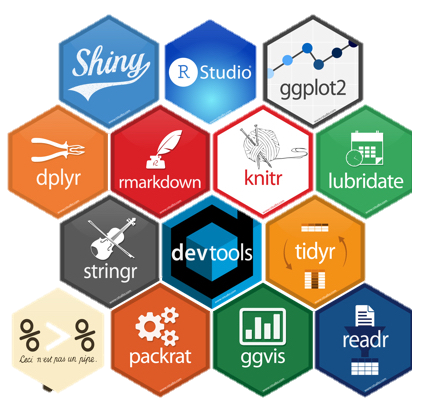 Shiny
R Studio
ggplot2
dplyr
rmarkdown
knitr
lubridate
stringr
devtools
tidyr
% > %
Ceci n'est pas un pipe.
packrat
ggvis
readr